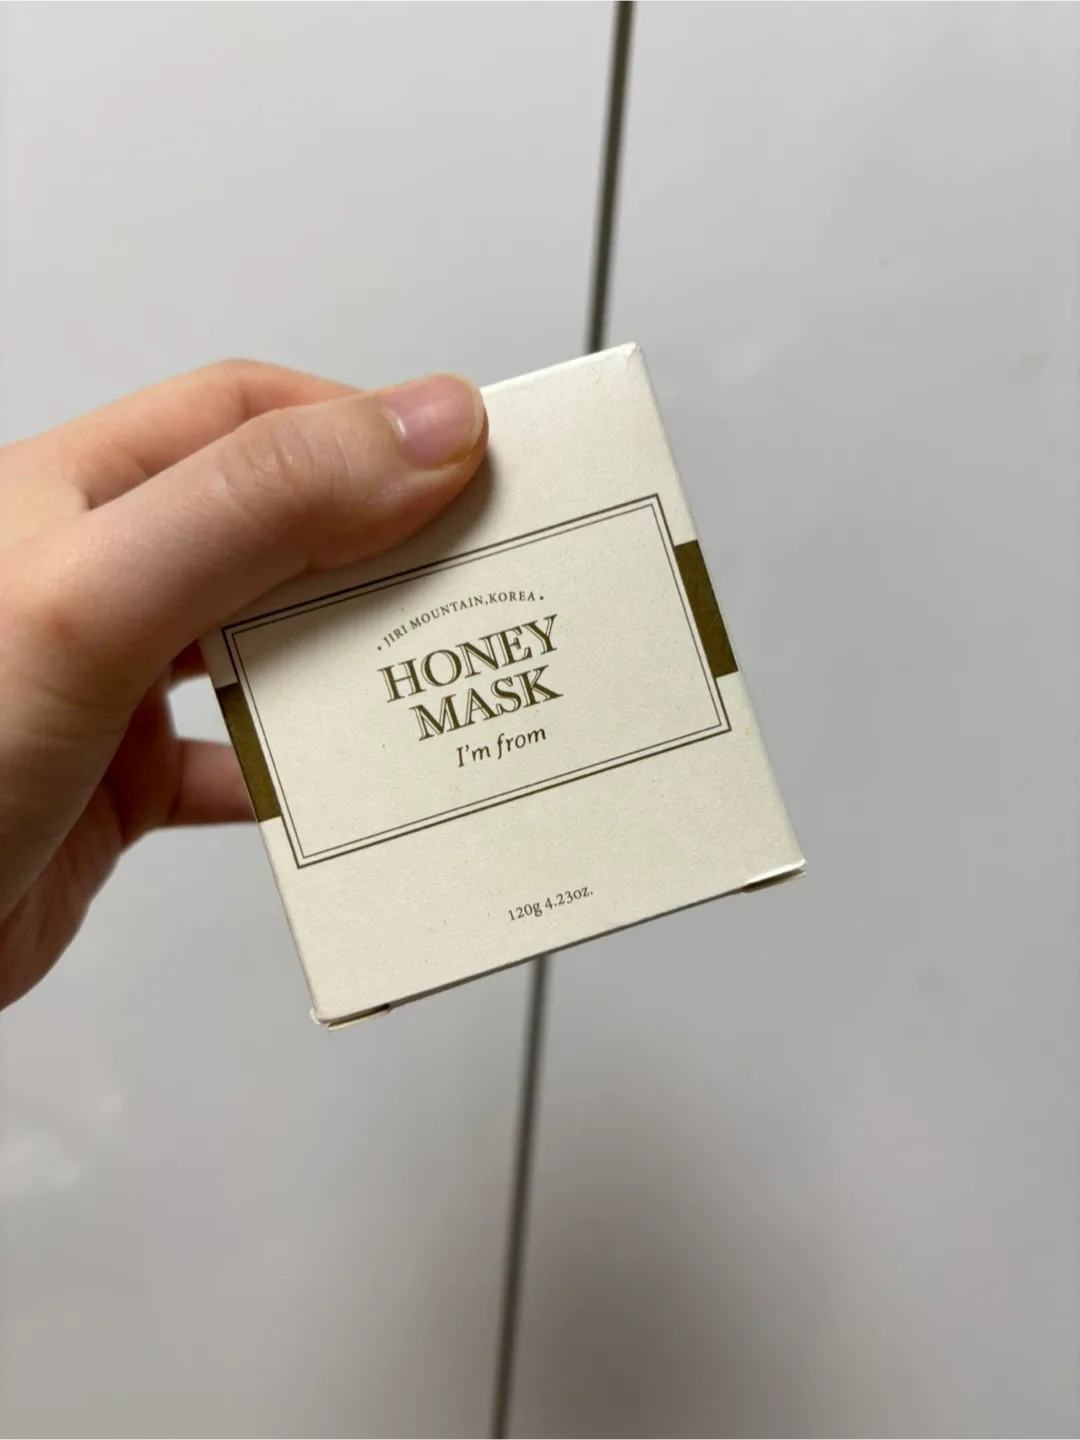 • JIRI MOUNTAIN,KOREA •
HONEY
MASK
I'm from
120g 4.23oz.